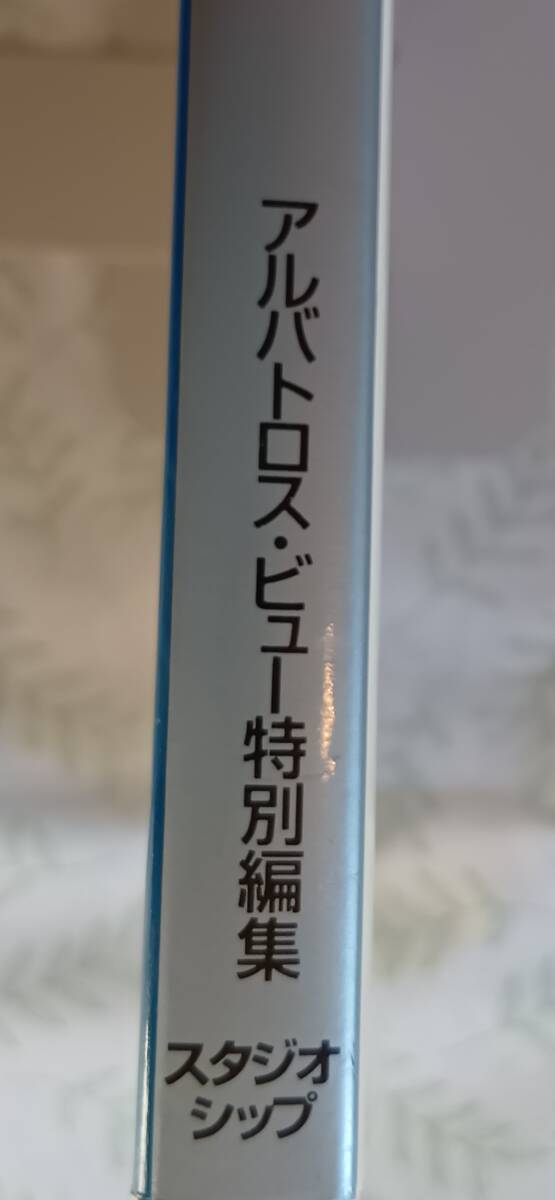 アルバトロス・ビュー特別編集
スタジオ
シップ